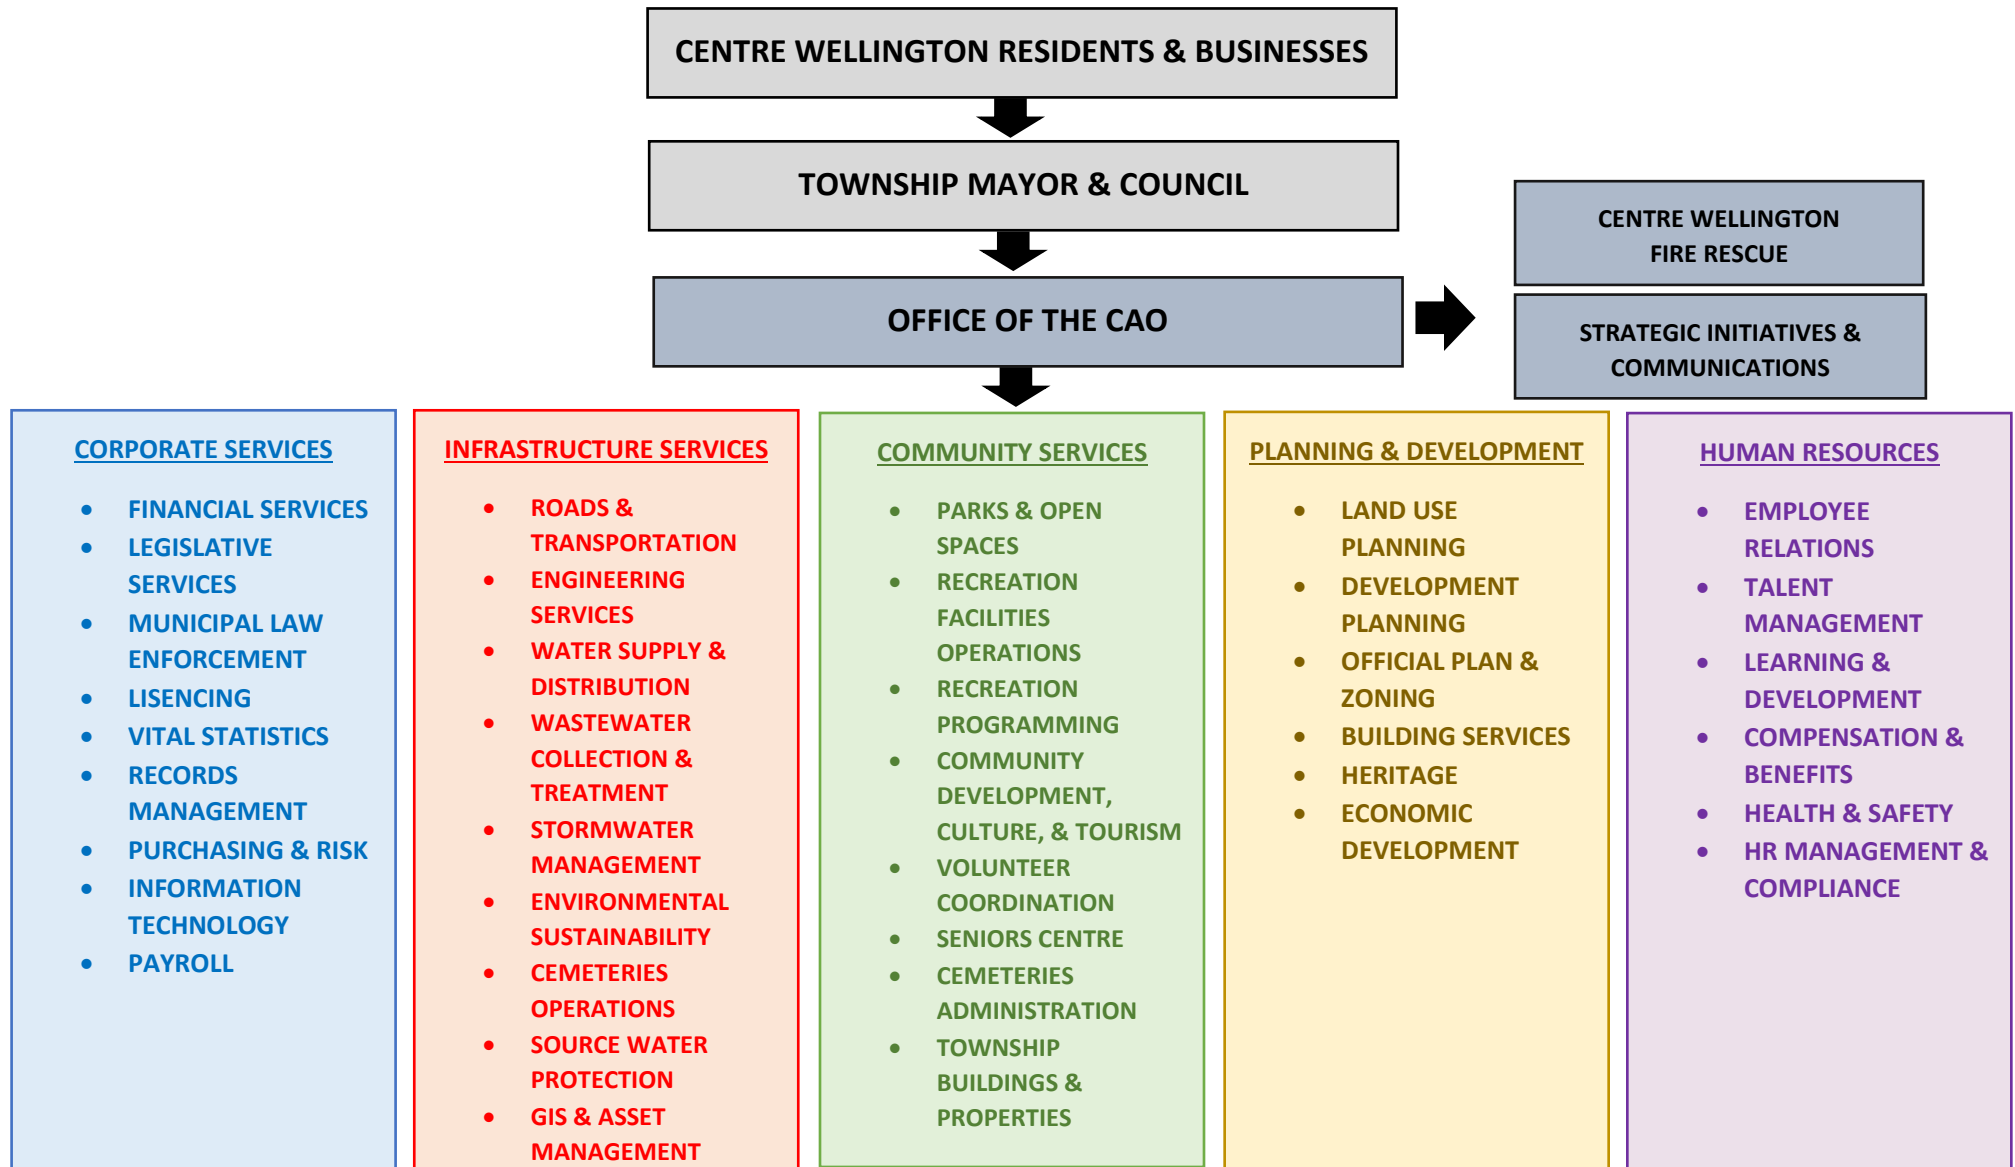 CENTRE WELLINGTON RESIDENTS & BUSINESSES
TOWNSHIP MAYOR & COUNCIL
OFFICE OF THE CAO
CENTRE WELLINGTON
FIRE RESCUE
STRATEGIC INITIATIVES &
COMMUNICATIONS
CORPORATE SERVICES
• FINANCIAL SERVICES
• LEGISLATIVE
SERVICES
• MUNICIPAL LAW
ENFORCEMENT
• LISENCING
• VITAL STATISTICS
• RECORDS
MANAGEMENT
• PURCHASING & RISK
• INFORMATION
TECHNOLOGY
• PAYROLL
INFRASTRUCTURE SERVICES
• ROADS &
TRANSPORTATION
• ENGINEERING
SERVICES
• WATER SUPPLY &
DISTRIBUTION
• WASTEWATER
COLLECTION &
TREATMENT
• STORMWATER
MANAGEMENT
• ENVIRONMENTAL
SUSTAINABILITY
• CEMETERIES
OPERATIONS
• SOURCE WATER
PROTECTION
• GIS & ASSET
MANAGEMENT
COMMUNITY SERVICES
• PARKS & OPEN
SPACES
• RECREATION
FACILITIES
OPERATIONS
• RECREATION
PROGRAMMING
• COMMUNITY
DEVELOPMENT,
CULTURE, & TOURISM
• VOLUNTEER
COORDINATION
• SENIORS CENTRE
• CEMETERIES
ADMINISTRATION
• TOWNSHIP
BUILDINGS &
PROPERTIES
PLANNING & DEVELOPMENT
• LAND USE
PLANNING
• DEVELOPMENT
PLANNING
• OFFICIAL PLAN &
ZONING
• BUILDING SERVICES
• HERITAGE
• ECONOMIC
DEVELOPMENT
HUMAN RESOURCES
• EMPLOYEE
RELATIONS
• TALENT
MANAGEMENT
• LEARNING &
DEVELOPMENT
• COMPENSATION &
BENEFITS
• HEALTH & SAFETY
• HR MANAGEMENT &
COMPLIANCE